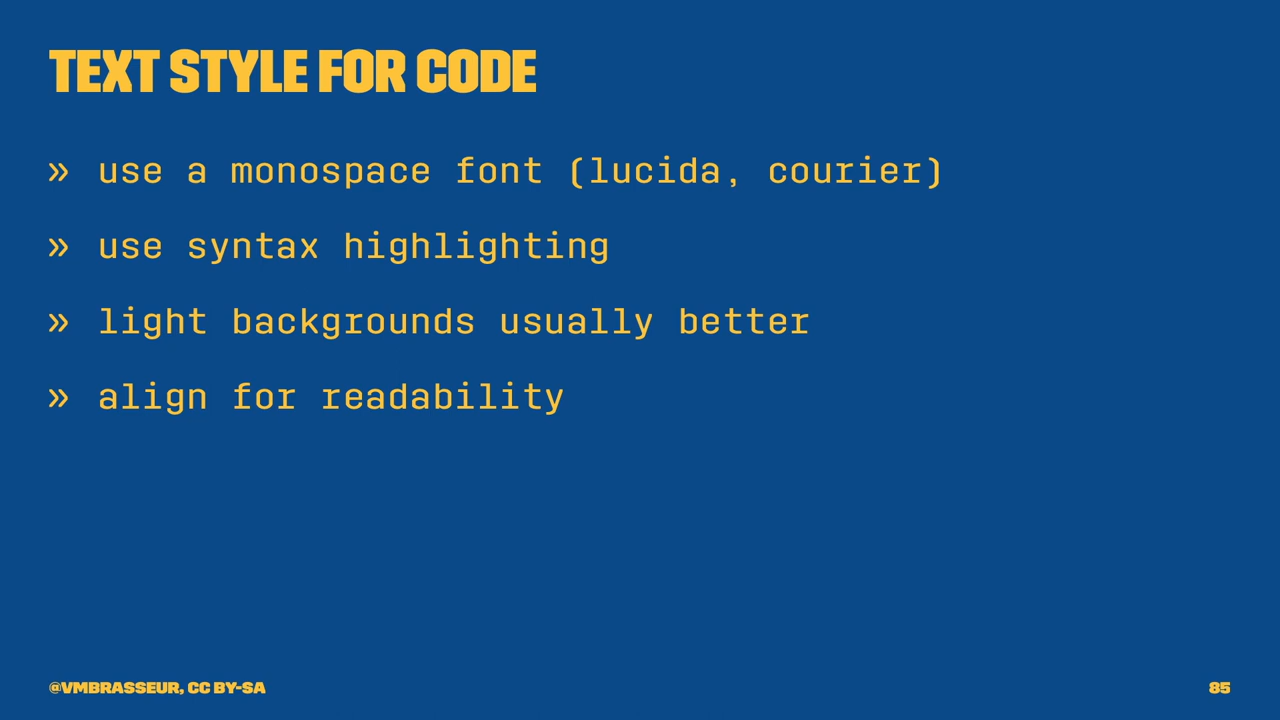 TEXT STYLE FOR CODE
» use a monospace font (lucida, courier)
» use syntax highlighting
» light backgrounds usually better
» align for readability
@VMBRASSEUR, CC BY-SA
85